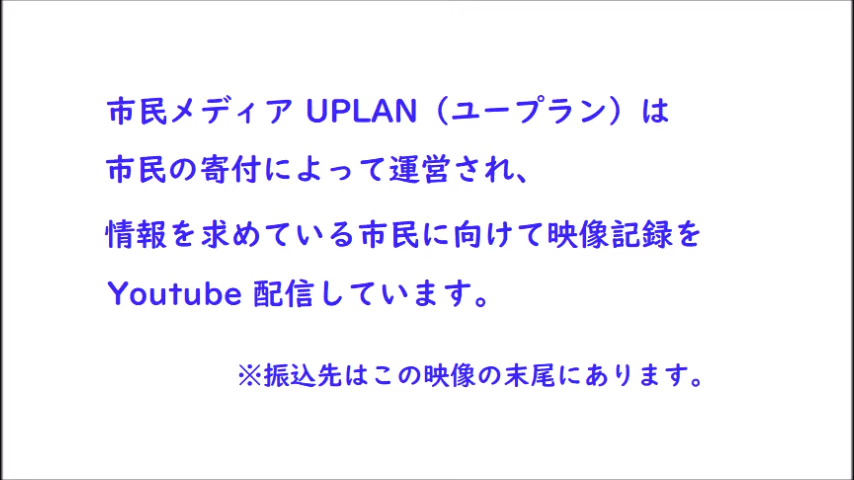 市民メディア UPLAN（ユープラン）は
市民の寄付によって運営され、
情報を求めている市民に向けて映像記録を
Youtube 配信しています。
※振込先はこの映像の末尾にあります。